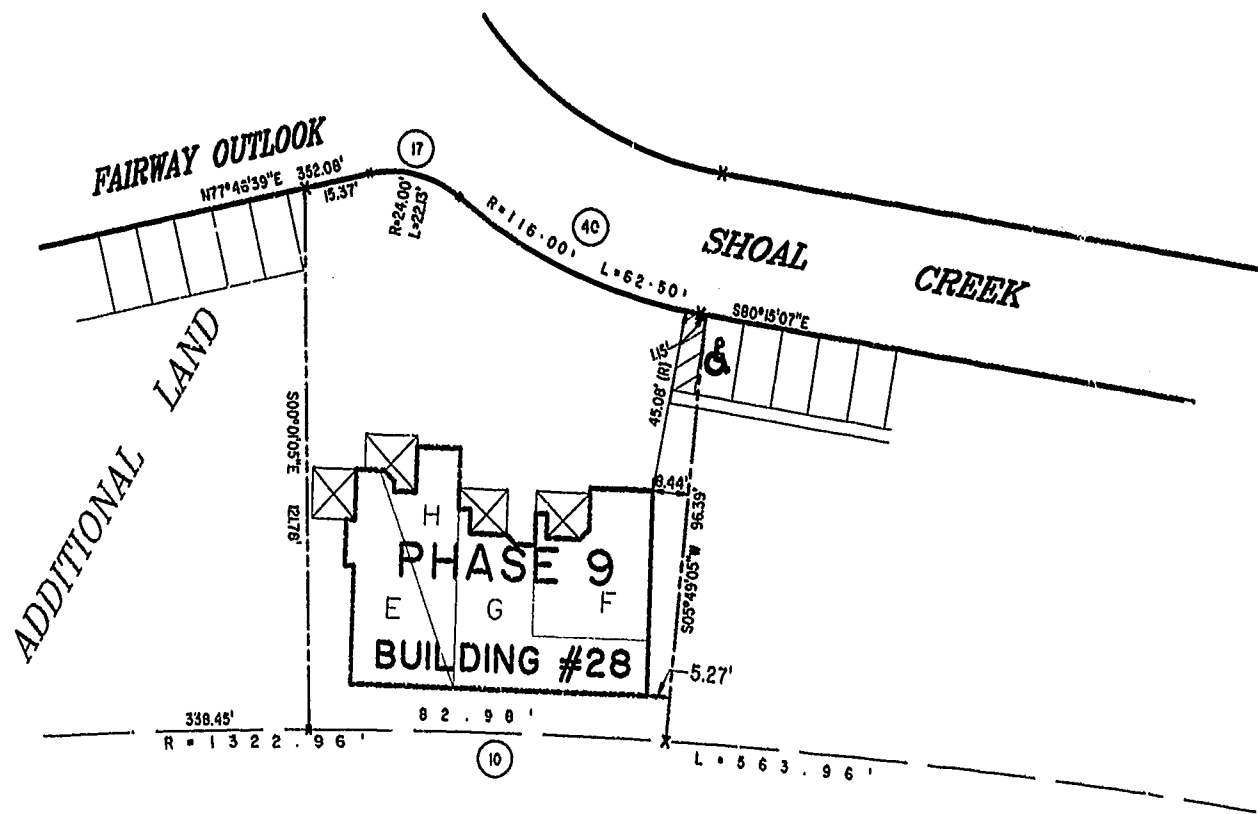 FAIRWAY OUTLOOK
N77°46'39"E 352.08'
15.37'
17
R=24.00'
L=22.13'
R=116.00'
40
L=62.50'
SHOAL CREEK
S80°15'07"E
1.15'
45.08' (R)
ADDITIONAL LAND
S00°01'05"E 121.78'
8.44'
S05°49'05"W 96.39'
H
PHASE 9
E
G
F
BUILDING #28
5.27'
338.45'
82.98'
R=1322.96'
10
L=563.96'